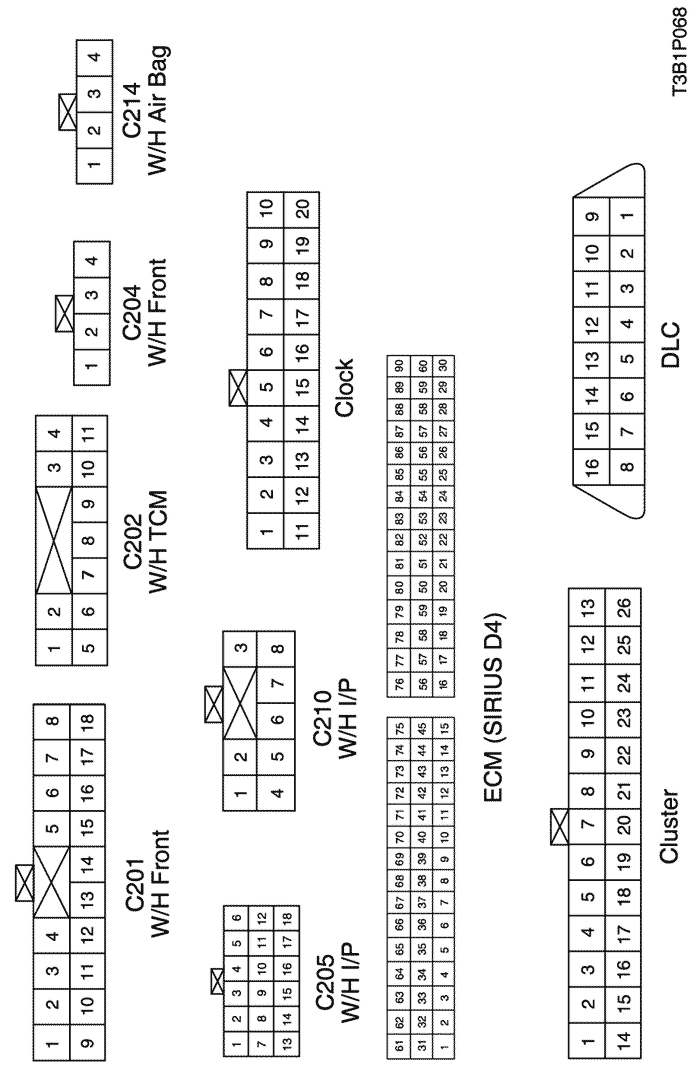 1 2 3 4 5 6 7 8
9 10 11 12 13 14 15 16 17 18
C201
W/H Front
1 2 3 4
5 6 7 8 9 10 11
C202
W/H TCM
1 2 3 4
C204
W/H Front
1 2 3 4
C214
W/H Air Bag
1 2 3 4 5 6
7 8 9 10 11 12
13 14 15 16 17 18
C205
W/H I/P
1 2 3
4 5 6 7 8
C210
W/H I/P
1 2 3 4 5 6 7 8 9 10
11 12 13 14 15 16 17 18 19 20
Clock
61 62 63 64 65 66 67 68 69 70 71 72 73 74 75
31 32 33 34 35 36 37 38 39 40 41 42 43 44 45
1 2 3 4 5 6 7 8 9 10 11 12 13 14 15
76 77 78 79 80 81 82 83 84 85 86 87 88 89 90
56 57 58 59 50 51 52 53 54 55 56 57 58 59 60
16 17 18 19 20 21 22 23 24 25 26 27 28 29 30
ECM (SIRIUS D4)
1 2 3 4 5 6 7 8 9 10 11 12 13
14 15 16 17 18 19 20 21 22 23 24 25 26
Cluster
16 15 14 13 12 11 10 9
8 7 6 5 4 3 2 1
DLC
T3B1P068